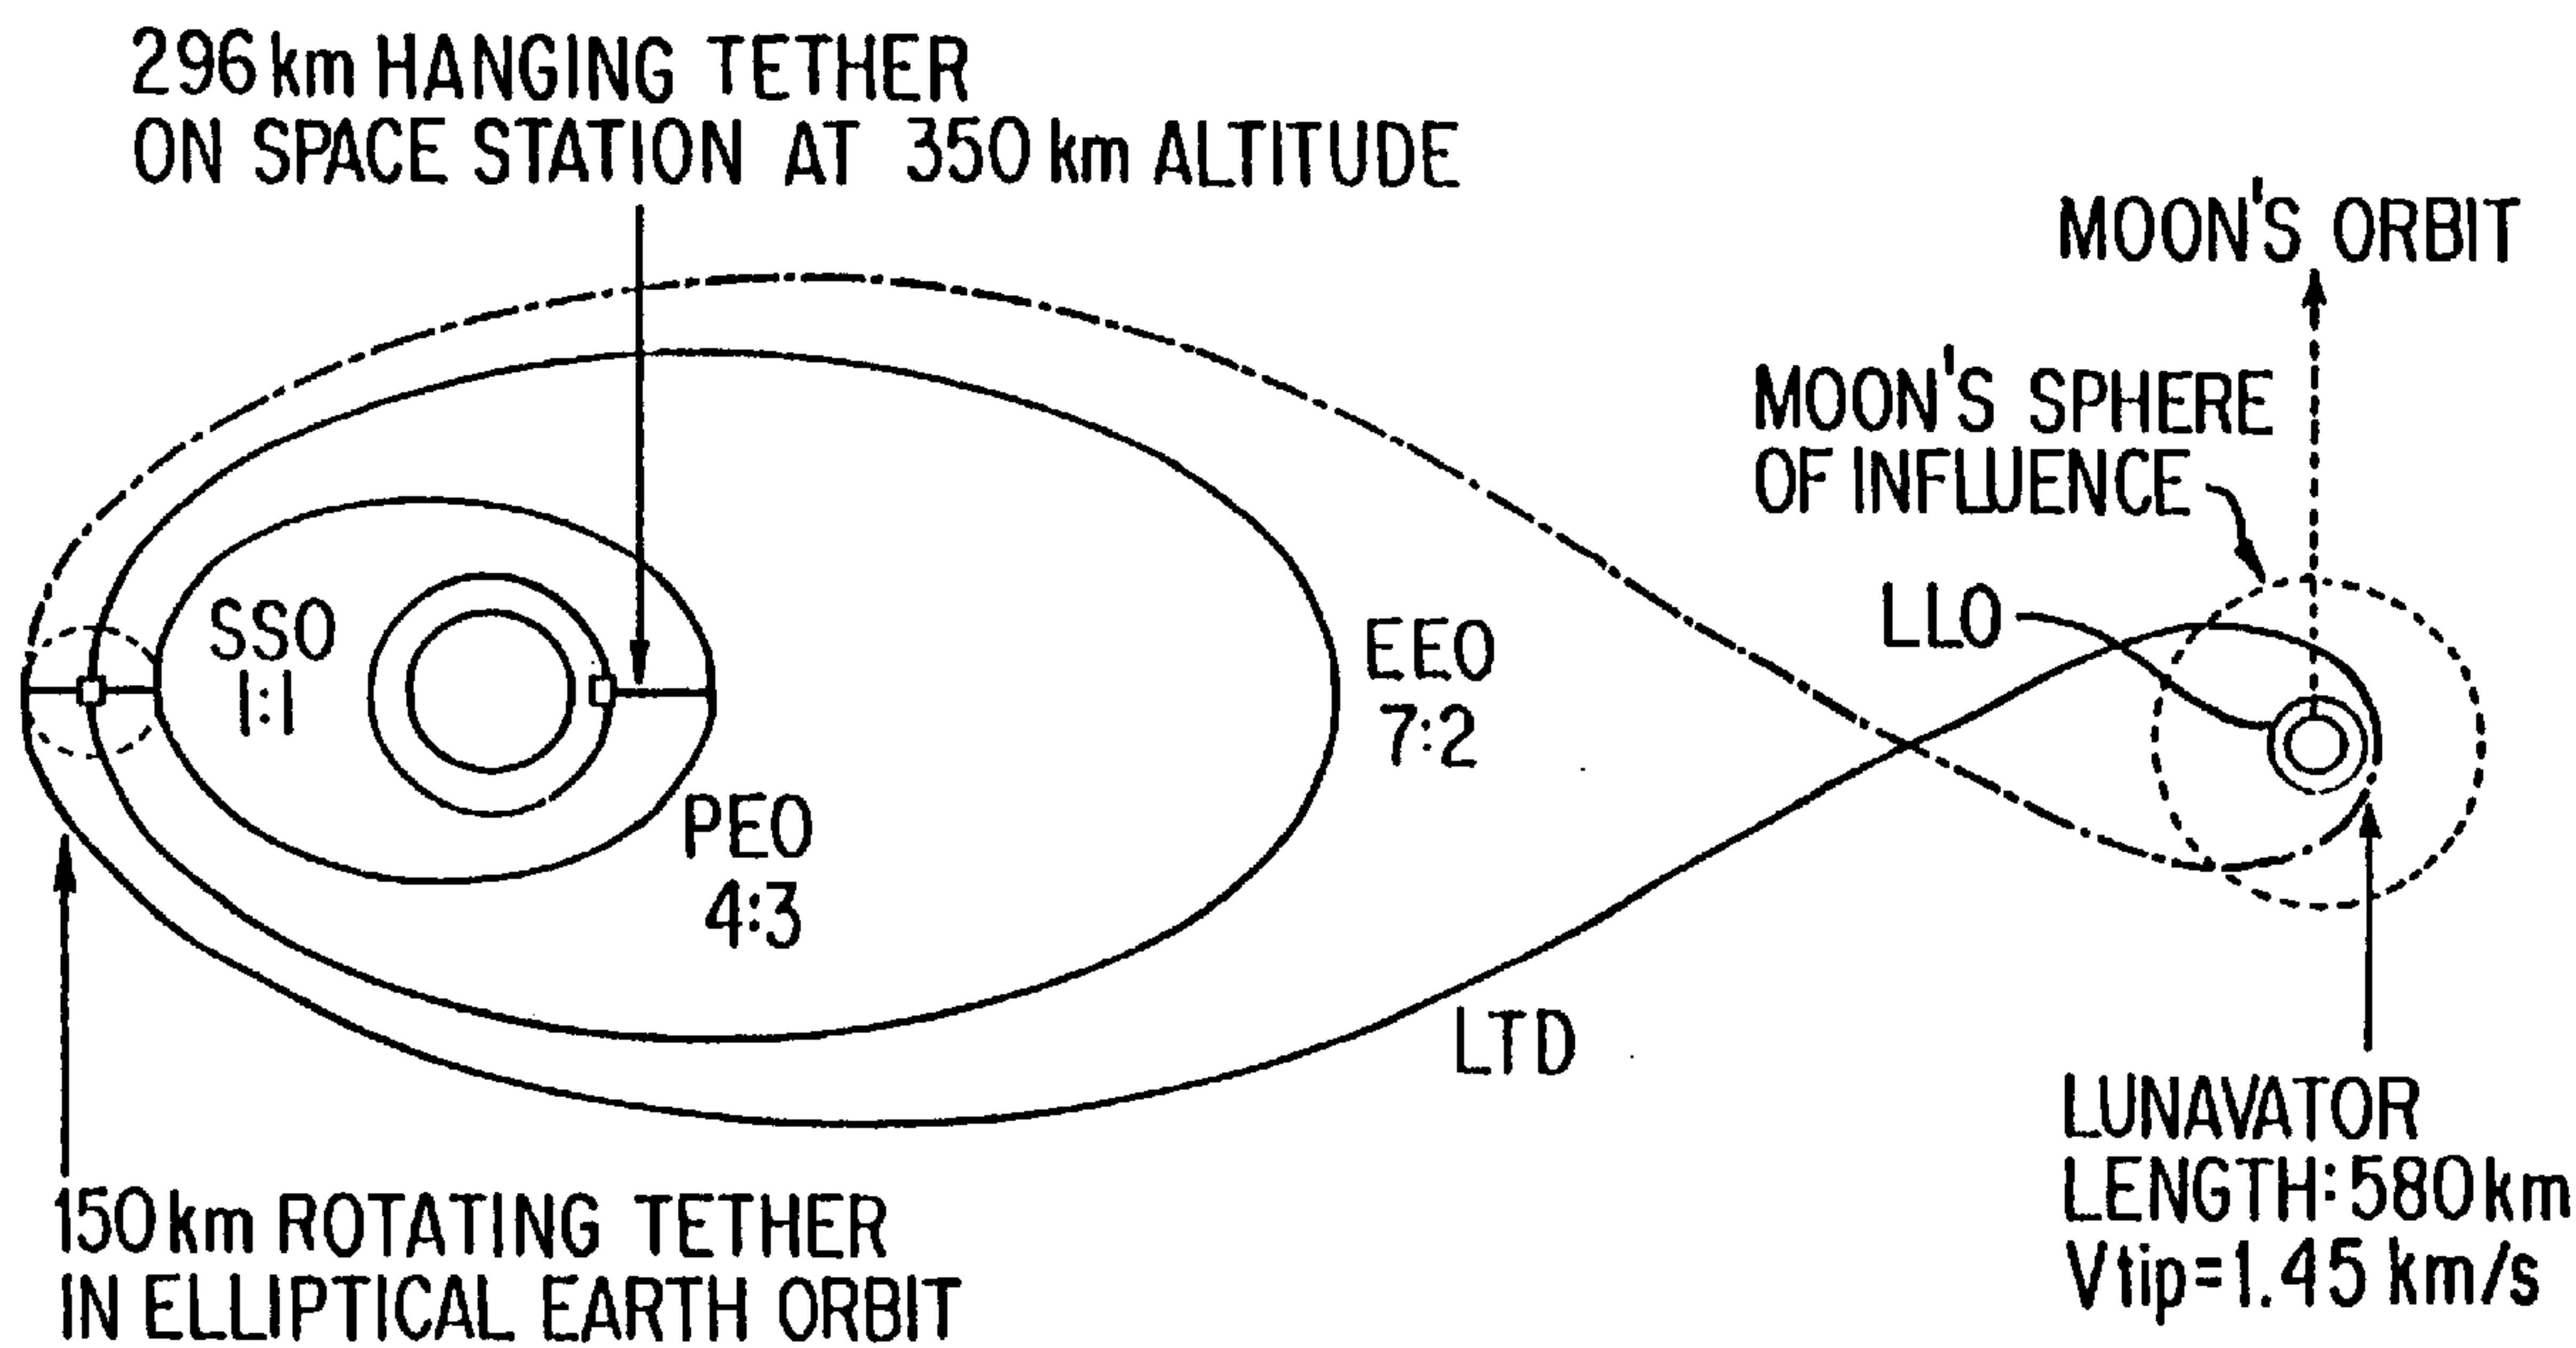 296 km HANGING TETHER
ON SPACE STATION AT 350 km ALTITUDE
MOON'S ORBIT
MOON'S SPHERE
OF INFLUENCE
LLO
SSO
1:1
EEO
7:2
PEO
4:3
LTD
LUNAVATOR
LENGTH: 580 km
Vtip=1.45 km/s
150 km ROTATING TETHER
IN ELLIPTICAL EARTH ORBIT